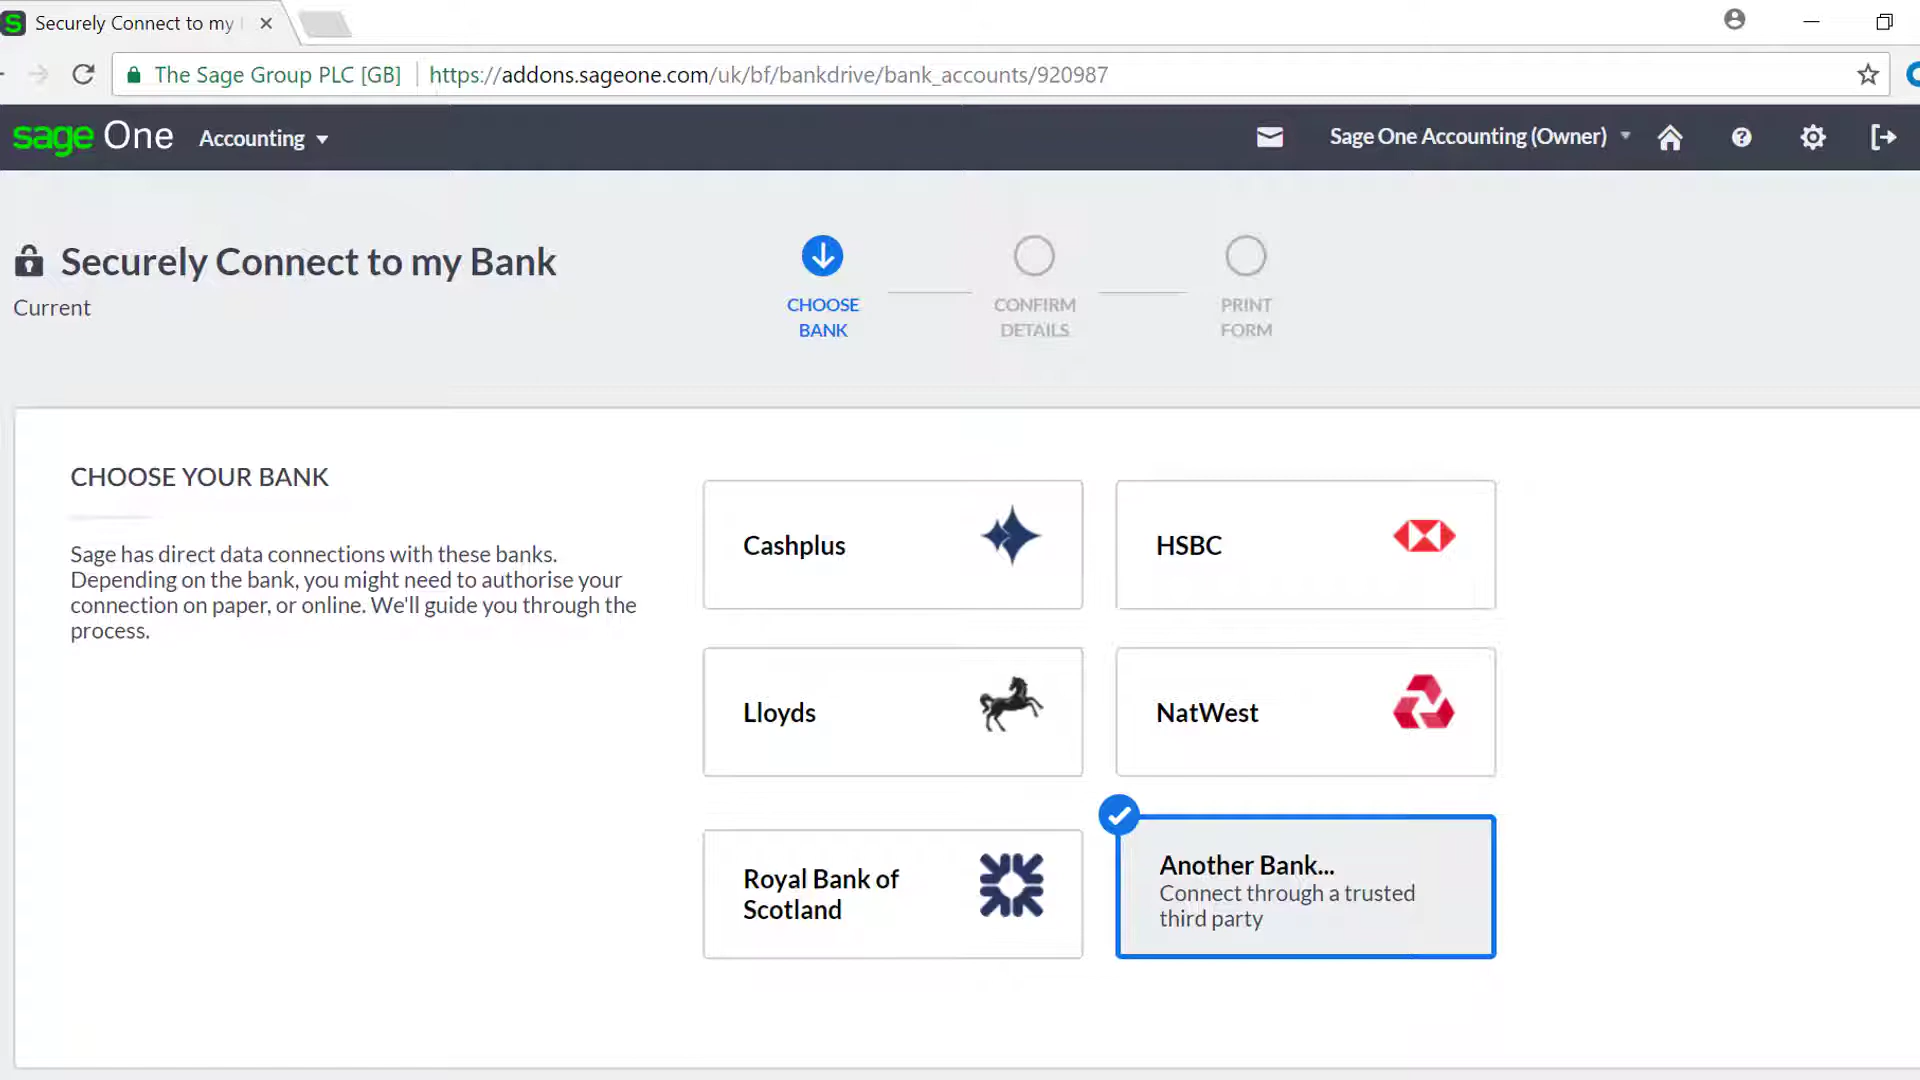 Securely Connect to my
The Sage Group PLC [GB]
https://addons.sageone.com/uk/bf/bankdrive/bank_accounts/920987
sage One
Accounting
Sage One Accounting (Owner)
Securely Connect to my Bank
Current
CHOOSE
BANK
CONFIRM
DETAILS
PRINT
FORM
CHOOSE YOUR BANK
Sage has direct data connections with these banks.
Depending on the bank, you might need to authorise your
connection on paper, or online. We'll guide you through the
process.
Cashplus
HSBC
Lloyds
NatWest
Royal Bank of
Scotland
Another Bank...
Connect through a trusted
third party